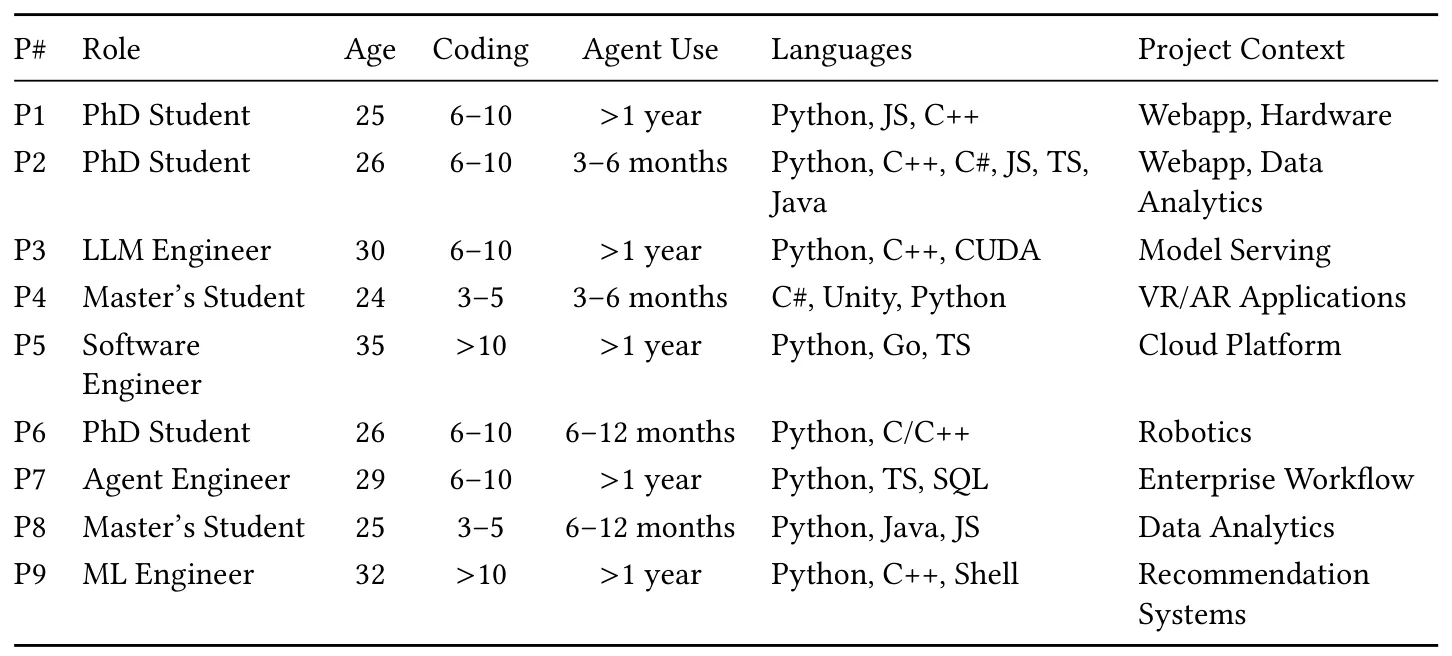 P# Role Age Coding Agent Use Languages Project Context
P1 PhD Student 25 6–10 >1 year Python, JS, C++ Webapp, Hardware
P2 PhD Student 26 6–10 3–6 months Python, C++, C#, JS, TS, Webapp, Data
Java Analytics
P3 LLM Engineer 30 6–10 >1 year Python, C++, CUDA Model Serving
P4 Master’s Student 24 3–5 3–6 months C#, Unity, Python VR/AR Applications
P5 Software 35 >10 >1 year Python, Go, TS Cloud Platform
Engineer
P6 PhD Student 26 6–10 6–12 months Python, C/C++ Robotics
P7 Agent Engineer 29 6–10 >1 year Python, TS, SQL Enterprise Workflow
P8 Master’s Student 25 3–5 6–12 months Python, Java, JS Data Analytics
P9 ML Engineer 32 >10 >1 year Python, C++, Shell Recommendation
Systems